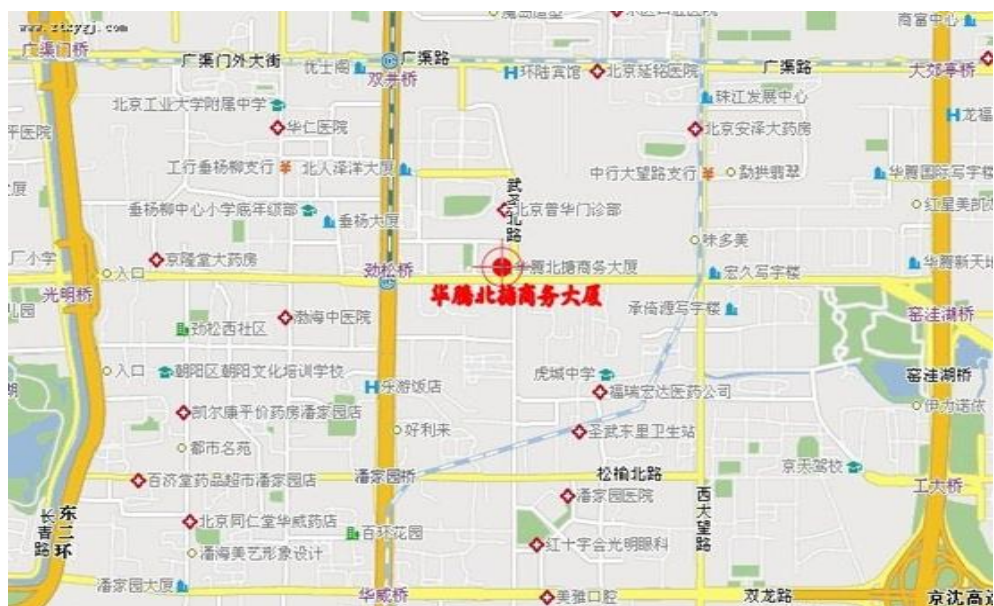 www.ztsygj.com
商富中心
广渠门桥
广渠门外大街
优士阁
双井桥
广渠路
环陆宾馆
北京延铭医院
广渠路
大郊亭桥
北京工业大学附属中学
珠江发展中心
龙福
平医院
华仁医院
北京安泽大药房
工行垂杨柳支行
北人泽洋大厦
中行大望路支行
勐拱翡翠
华腾国际写字楼
厦
武圣北路
垂杨柳中心小学底年级部
垂杨大厦
北京普华门诊部
红星美凯龙
味多美
厂小学
入口
京隆堂大药房
劲松桥
华腾北搪商务大厦
宏久写字楼
华腾新天地
光明桥
华腾北搪商务大厦
儿园
劲松西社区
渤海中医院
承倚源写字楼
窑洼湖桥
入口
朝阳区朝阳文化培训学校
虎城中学
窑洼湖桥
湖
乐游饭店
福瑞宏达医药公司
伊力诺依
凯尔康平价药房潘家园店
都市名苑
好利来
圣武东里卫生站
百济堂药品超市潘家园店
潘家园桥
松榆北路
京天驾校
工大桥
潘家园医院
西大望路
长青路
东二环
北京同仁堂华威药店
百环花园
潘海美艺形象设计
红十字会光明眼科
潘家园大厦
华威桥
美雅口腔
双龙路
京沈高速